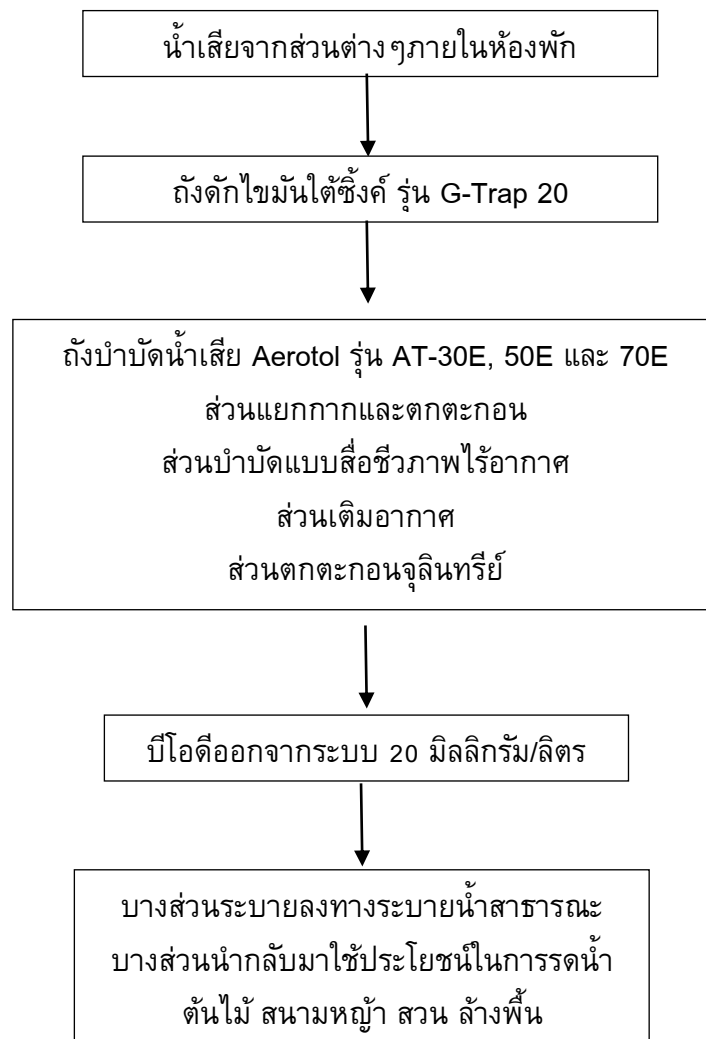 น้ำเสียจากส่วนต่างๆภายในห้องพัก
ถังดักไขมันใต้ซิ้งค์ รุ่น G-Trap 20
ถังบำบัดน้ำเสีย Aerotol รุ่น AT-30E, 50E และ 70E
ส่วนแยกกากและตกตะกอน
ส่วนบำบัดแบบสื่อชีวภาพไร้อากาศ
ส่วนเติมอากาศ
ส่วนตกตะกอนจุลินทรีย์
บีโอดีออกจากระบบ 20 มิลลิกรัม/ลิตร
บางส่วนระบายลงทางระบายน้ำสาธารณะ
บางส่วนนำกลับมาใช้ประโยชน์ในการรดน้ำ
ต้นไม้ สนามหญ้า สวน ล้างพื้น